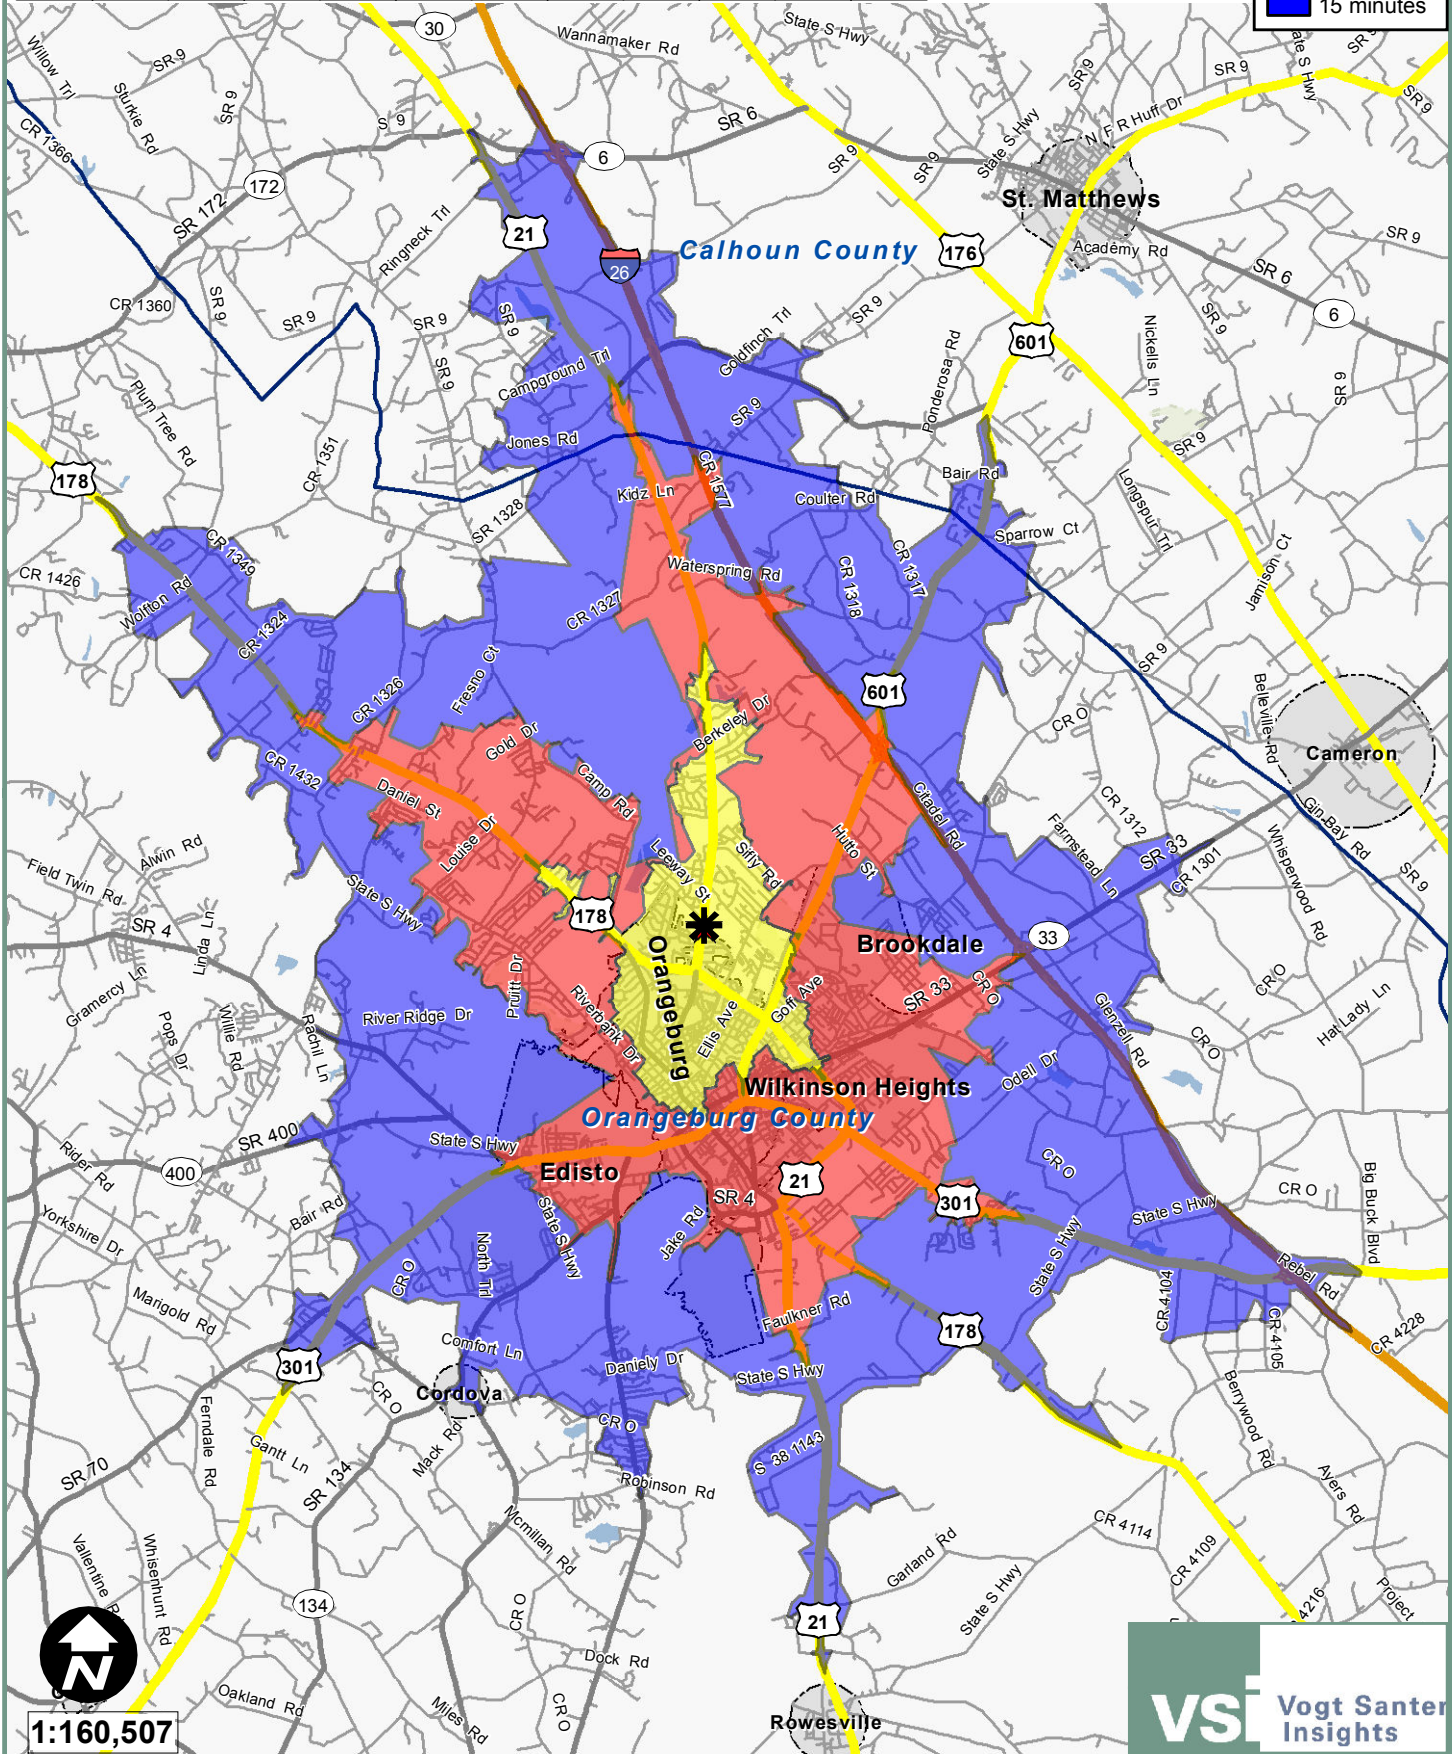 15 minutes
30
Wannamaker Rd
State S Hwy
Willow Trl
SR 9
Sturkie Rd
SR 9
S 9
SR 6
SR 9
SR 9
State S Hwy
SR 9
N F R Huff Dr
SR 9
SR 9
SR 9
CR 1366
172
SR 172
6
St. Matthews
21
Ringneck Trl
Calhoun County
176
Academy Rd
SR 9
26
SR 6
6
CR 1360
SR 9
SR 9
SR 9
SR 9
SR 9
SR 9
Goldfinch Trl
601
Ponderosa Rd
Nickells Ln
SR 9
SR 9
Campground Trl
Plum Tree Rd
SR 9
SR 9
Jones Rd
CR 1351
178
CR 1577
Bair Rd
Kidz Ln
Coulter Rd
Longspur Trl
SR 1328
Sparrow Ct
CR 1349
Jamison Ct
CR 1426
Wolfton Rd
Waterspring Rd
CR 1318
CR 1317
CR 1327
CR 1324
SR 9
Fresno Ct
601
CR 1326
Belleville Rd
Berkeley Dr
CR O
Gold Dr
Cameron
CR 1432
Camp Rd
Daniel St
Citadel Rd
CR 1312
Gin Bay Rd
Louise Dr
Hutto St
Farmstead Ln
SR 33
CR 1301
Whisperwood Rd
SR 9
Alwin Rd
Leeway St
Sifly Rd
Field Twin Rd
State S Hwy
178
SR 4
Linda Ln
Orangeburg
Brookdale
33
Gramercy Ln
Pruitt Dr
SR 33
CR O
CR O
Riverbank Dr
Goff Ave
Hat Lady Ln
River Ridge Dr
Pops Dr
Willie Rd
Rachil Ln
Ellis Ave
Glenzell Rd
CR O
Odell Dr
Wilkinson Heights
Orangeburg County
SR 400
State S Hwy
400
Edisto
Rider Rd
CR O
21
SR 4
301
CR O
Big Buck Blvd
State S Hwy
Bair Rd
Yorkshire Dr
State S Hwy
Jake Rd
State S Hwy
North Trl
CR O
Rebel Rd
Marigold Rd
CR 4104
Faulkner Rd
178
CR 4105
CR 4228
Comfort Ln
301
Daniely Dr
State S Hwy
Cordova
CR O
Berrywood Rd
Ferndale Rd
CR O
Gantt Ln
Mack Rd
S 38 1143
SR 70
SR 134
Robinson Rd
Ayers Rd
Mcmillan Rd
CR 4114
Vallentine
Whisenhunt Rd
Garland Rd
CR 4109
State S Hwy
Project
134
CR O
21
4216
N
Dock Rd
Oakland Rd
Miles Rd
CR O
Rowesville
1:160,507
vsi
Vogt Santer
Insights